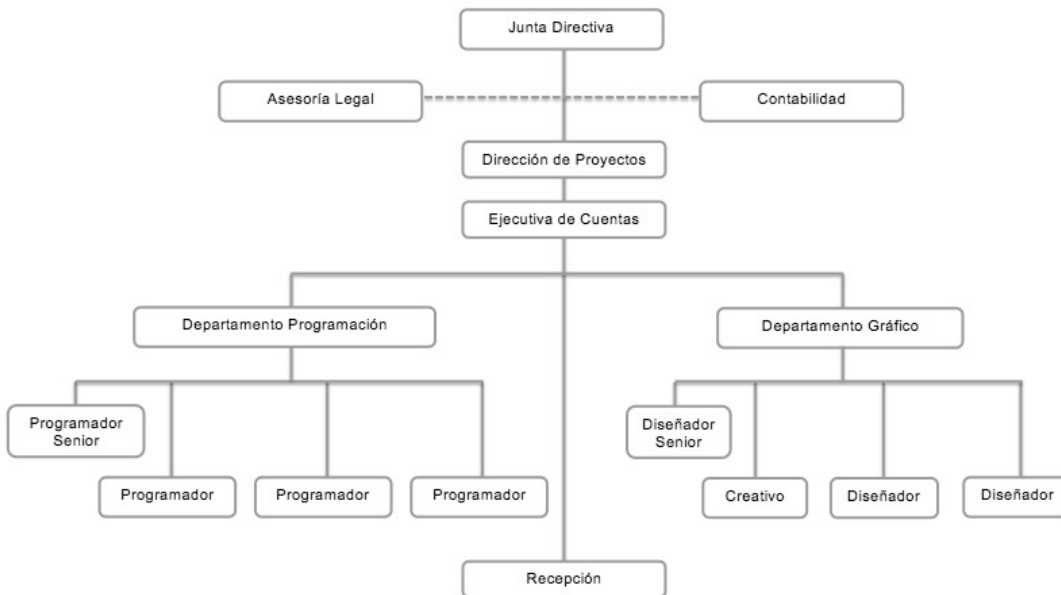 Junta Directiva
Asesoría Legal
Contabilidad
Dirección de Proyectos
Ejecutiva de Cuentas
Departamento Programación
Departamento Gráfico
Programador
Senior
Diseñador
Senior
Programador
Programador
Programador
Creativo
Diseñador
Diseñador
Recepción